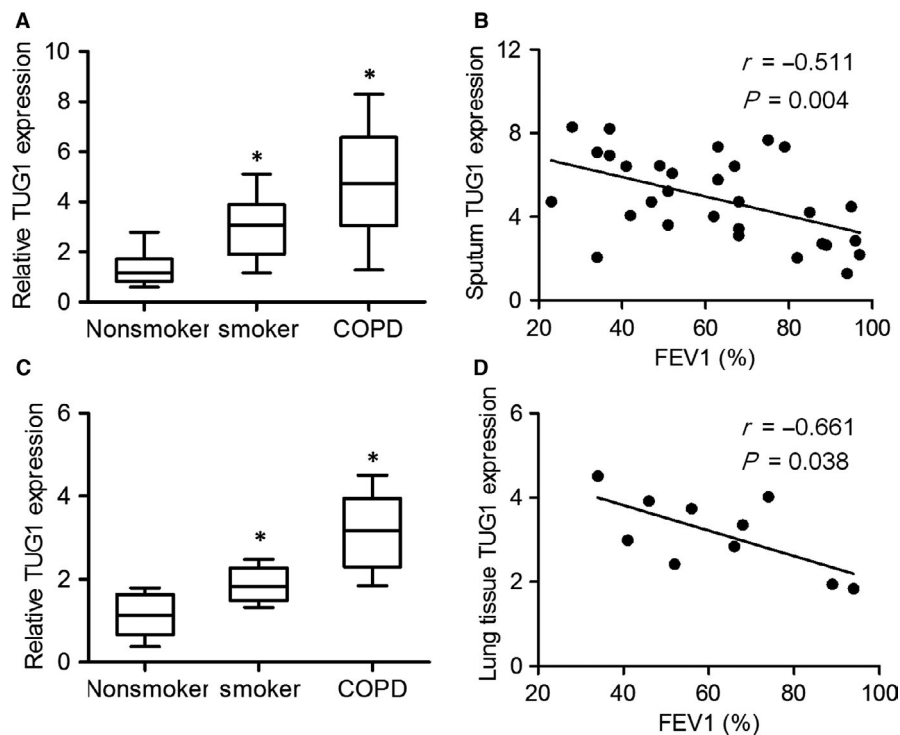 A
Relative TUG1 expression
10
8
6
4
2
0
*
*
Nonsmoker smoker COPD
B
Sputum TUG1 expression
12
8
4
0
r = −0.511
P = 0.004
20 40 60 80 100
FEV1 (%)
C
Relative TUG1 expression
6
4
2
0
*
*
Nonsmoker smoker COPD
D
Lung tissue TUG1 expression
6
4
2
0
r = −0.661
P = 0.038
20 40 60 80 100
FEV1 (%)